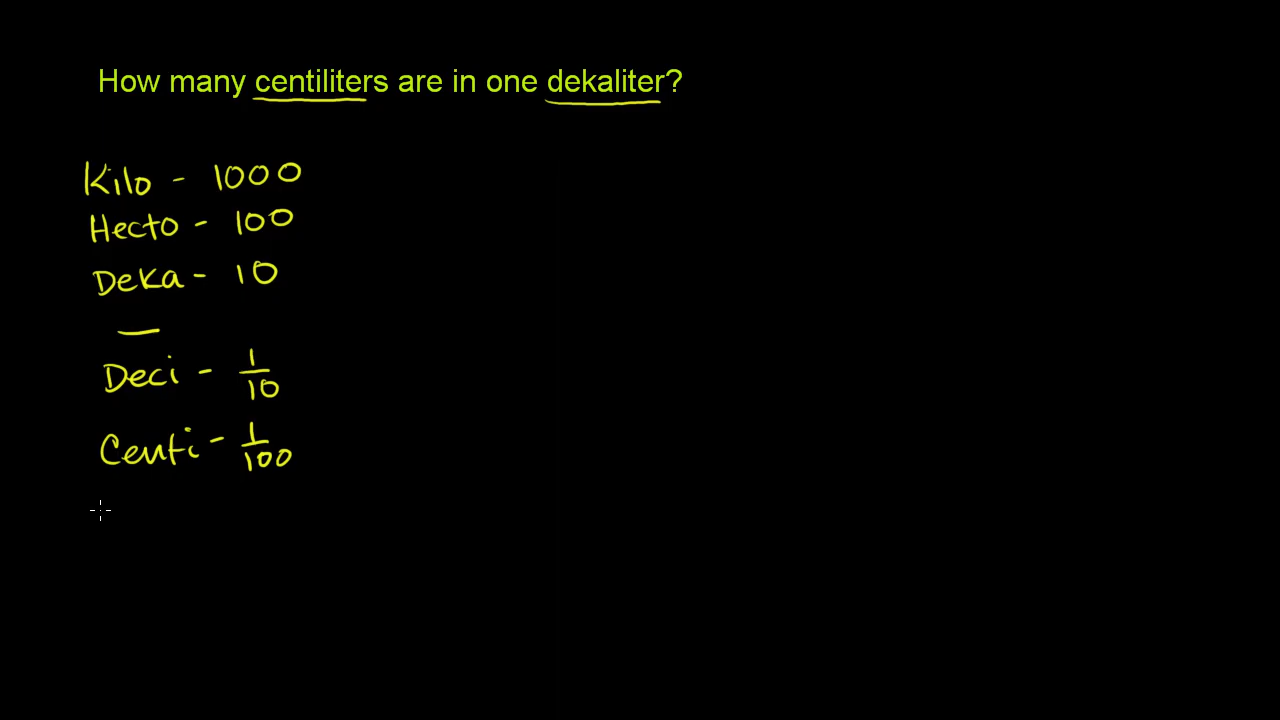 How many centiliters are in one dekaliter?
Kilo - 1000
Hecto - 100
Deka - 10
—
Deci - 1/10
Centi - 1/100